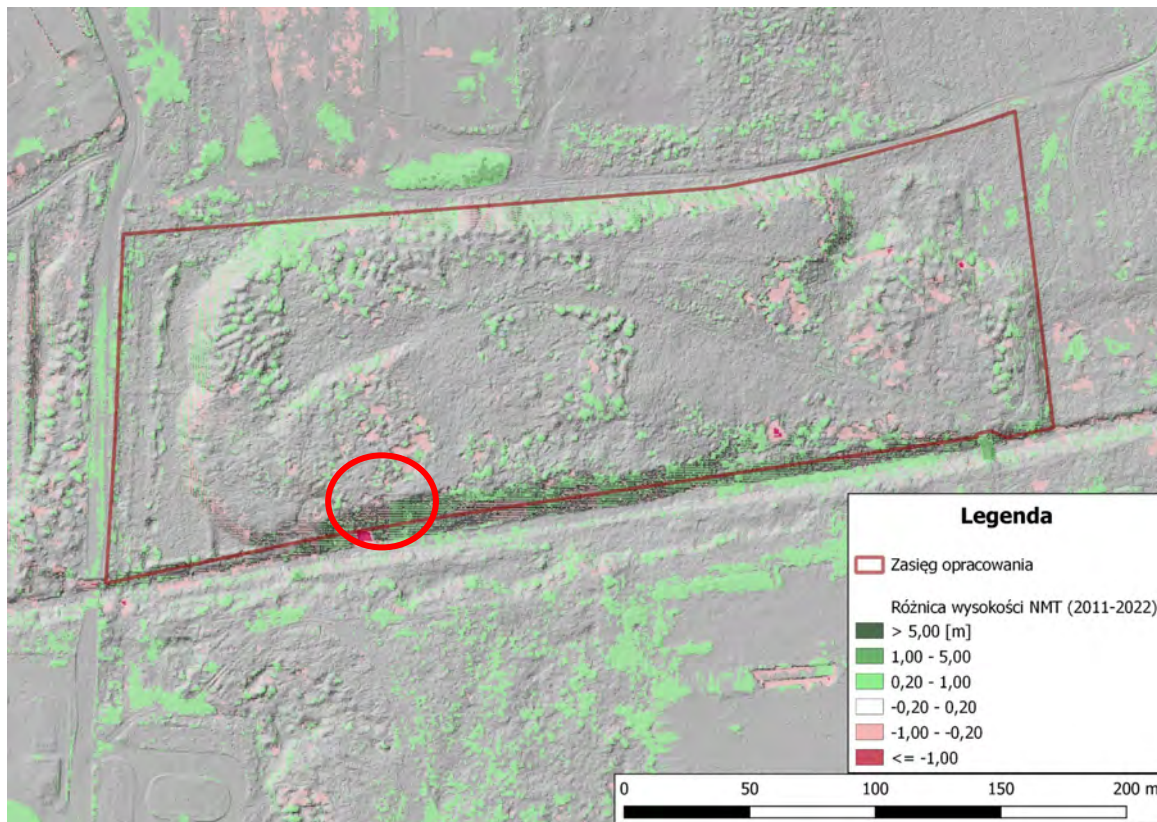 Legenda
Zasięg opracowania
Różnica wysokości NMT (2011-2022)
> 5,00 [m]
1,00 - 5,00
0,20 - 1,00
-0,20 - 0,20
-1,00 - -0,20
<= -1,00
0 50 100 150 200 m